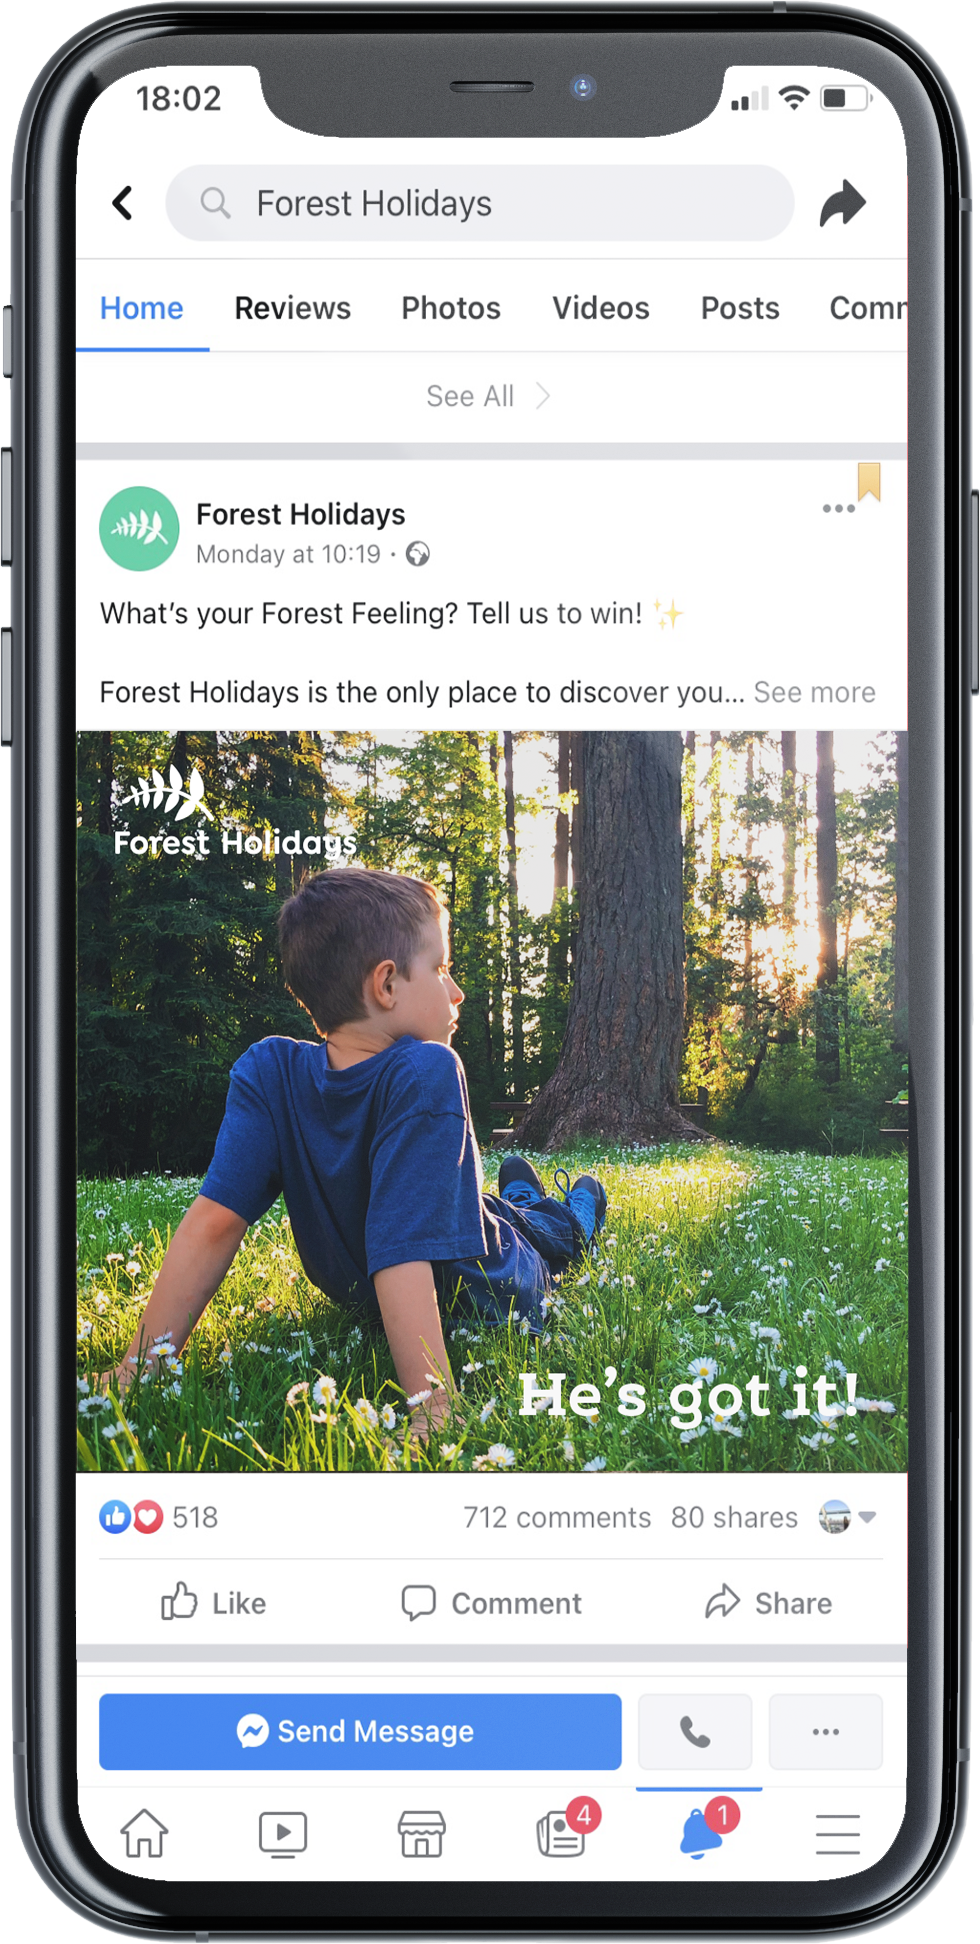 18:02
Forest Holidays
Home Reviews Photos Videos Posts Comr
See All
Forest Holidays
Monday at 10:19 ·
What's your Forest Feeling? Tell us to win! ✨
Forest Holidays is the only place to discover you... See more
Forest Holidays
He's got it!
518 712 comments 80 shares
Like Comment Share
Send Message
4 1